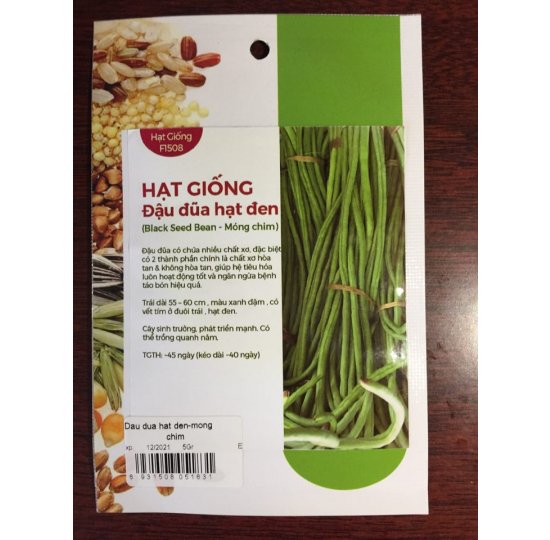 Hạt Giống
F1508
HẠT GIỐNG
Đậu đũa hạt đen
(Black Seed Bean - Móng chim)
Đậu đũa có chứa nhiều chất xơ, đặc biệt
có 2 thành phần chính là chất xơ hòa
tan & không hòa tan, giúp hệ tiêu hóa
luôn hoạt động tốt và ngăn ngừa bệnh
táo bón hiệu quả.
Trái dài 55 – 60 cm , màu xanh đậm , có
vết tím ở đuôi trái , hạt đen.
Cây sinh trưởng, phát triển mạnh. Có
thể trồng quanh năm.
TGTH: ~45 ngày (kéo dài ~40 ngày)
Dau dua hat den-mong
chim
XD 12/2021 5Gr
8 931508 051831